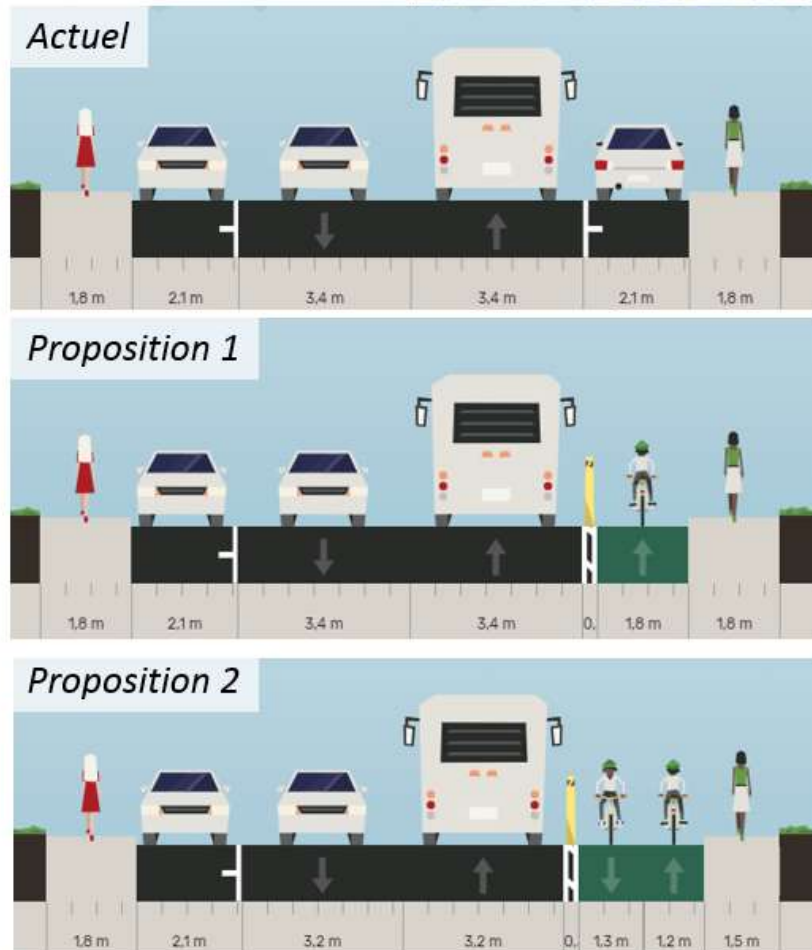 Actuel
1,8 m 2,1 m 3,4 m 3,4 m 2,1 m 1,8 m
Proposition 1
1,8 m 2,1 m 3,4 m 3,4 m 0, 1,8 m 1,8 m
Proposition 2
1,8 m 2,1 m 3,2 m 3,2 m 0, 1,3 m 1,2 m 1,5 m